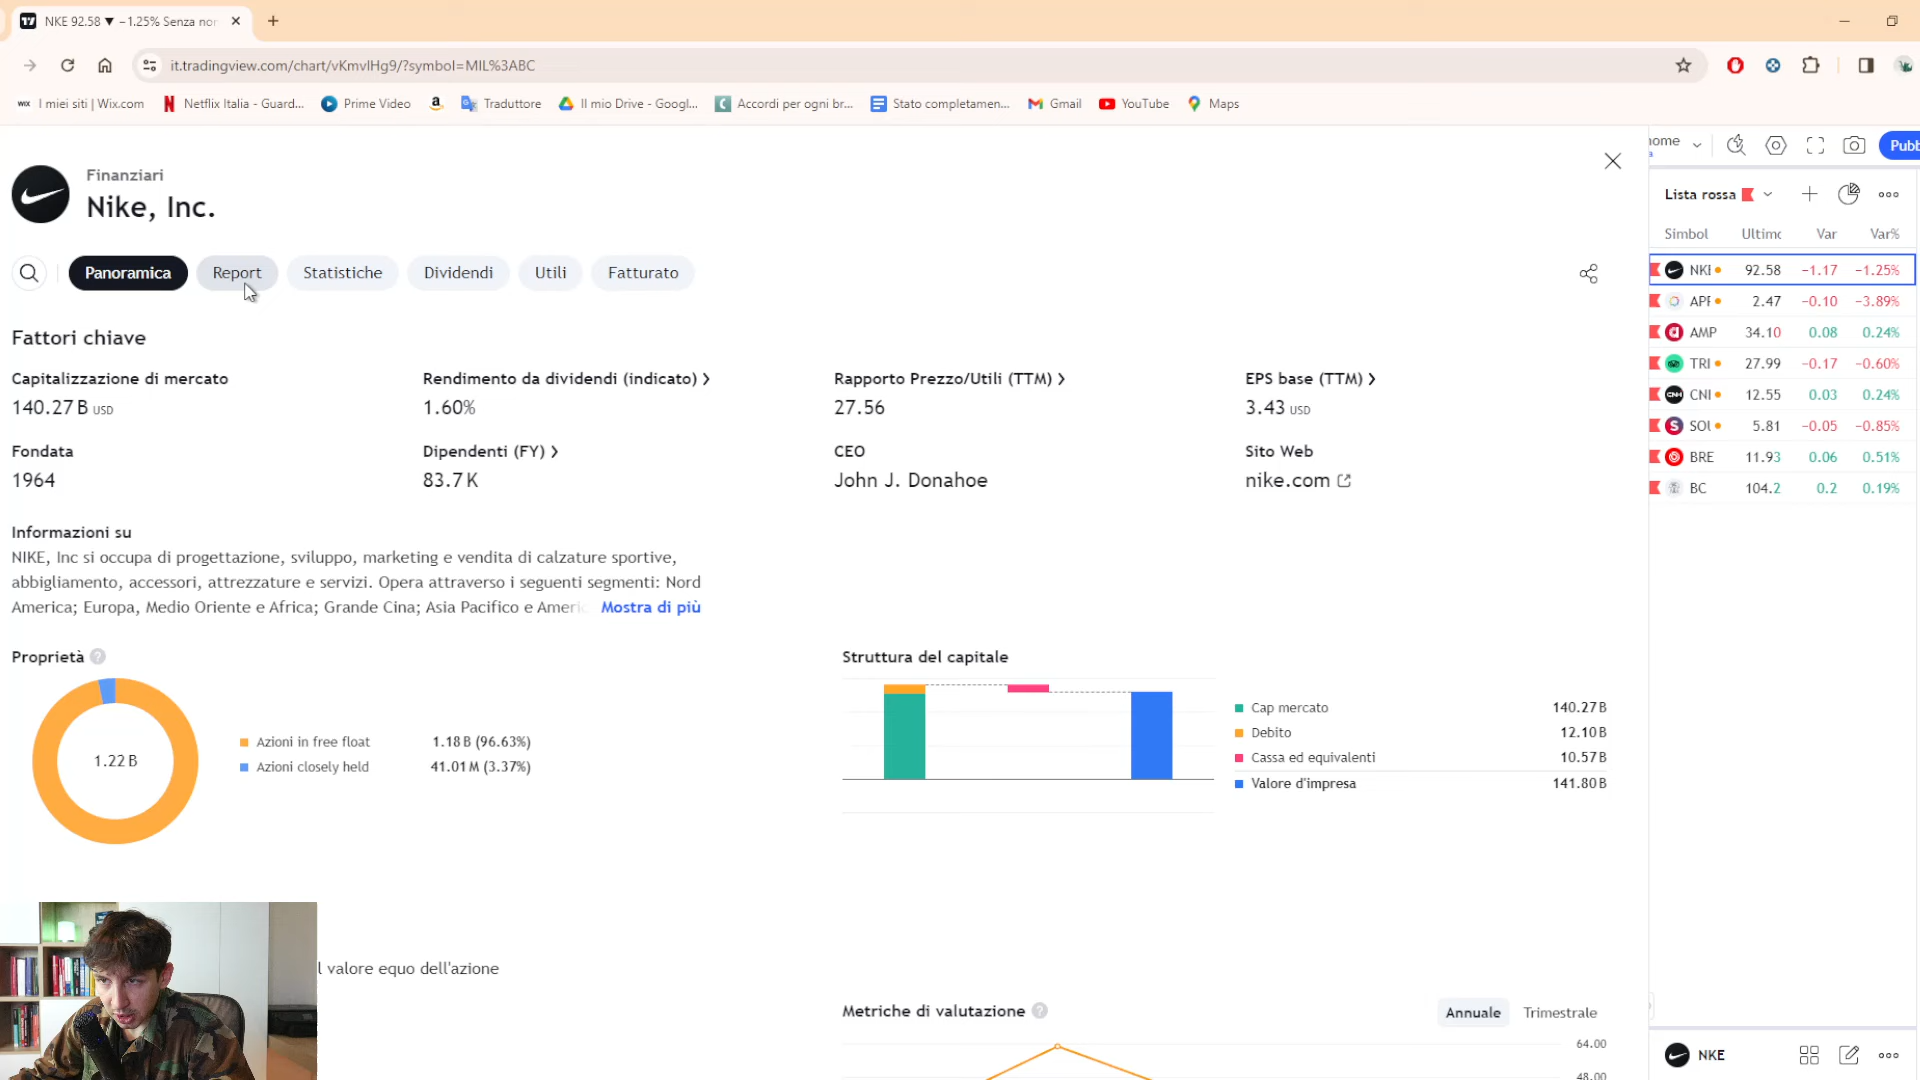 NKE 92.58 ▼ −1.25% Senza nor
it.tradingview.com/chart/vKmvIHg9/?symbol=MIL%3ABC
WIX I miei siti | Wix.com
Netflix Italia - Guard...
Prime Video
Traduttore
Il mio Drive - Googl...
Accordi per ogni br...
Stato completamen...
Gmail
YouTube
Maps
Finanziari
Nike, Inc.
Panoramica
Report
Statistiche
Dividendi
Utili
Fatturato
Fattori chiave
Capitalizzazione di mercato
140.27 B USD
Rendimento da dividendi (indicato)
1.60%
Rapporto Prezzo/Utili (TTM)
27.56
EPS base (TTM)
3.43 USD
Fondata
1964
Dipendenti (FY)
83.7 K
CEO
John J. Donahoe
Sito Web
nike.com
Informazioni su
NIKE, Inc si occupa di progettazione, sviluppo, marketing e vendita di calzature sportive,
abbigliamento, accessori, attrezzature e servizi. Opera attraverso i seguenti segmenti: Nord
America; Europa, Medio Oriente e Africa; Grande Cina; Asia Pacifico e Americ Mostra di più
Proprietà
1.22 B
Azioni in free float 1.18 B (96.63%)
Azioni closely held 41.01 M (3.37%)
Struttura del capitale
Cap mercato 140.27 B
Debito 12.10 B
Cassa ed equivalenti 10.57 B
Valore d'impresa 141.80 B
l valore equo dell'azione
Metriche di valutazione
Annuale
Trimestrale
64.00
48.00
nome
Pubb
Lista rossa
Simbol Ultimo Var Var%
NKE 92.58 −1.17 −1.25%
APF 2.47 −0.10 −3.89%
AMP 34.10 0.08 0.24%
TRI 27.99 −0.17 −0.60%
CNI 12.55 0.03 0.24%
SOU 5.81 −0.05 −0.85%
BRE 11.93 0.06 0.51%
BC 104.2 0.2 0.19%
NKE